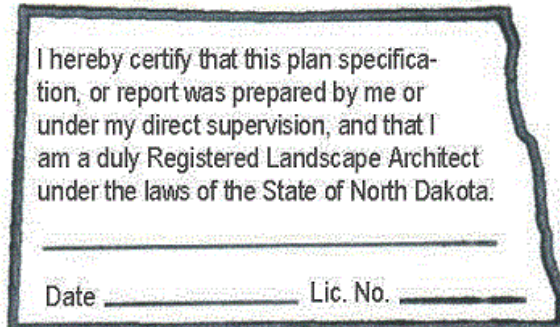 I hereby certify that this plan specifica-
tion, or report was prepared by me or
under my direct supervision, and that I
am a duly Registered Landscape Architect
under the laws of the State of North Dakota.
Date Lic. No.